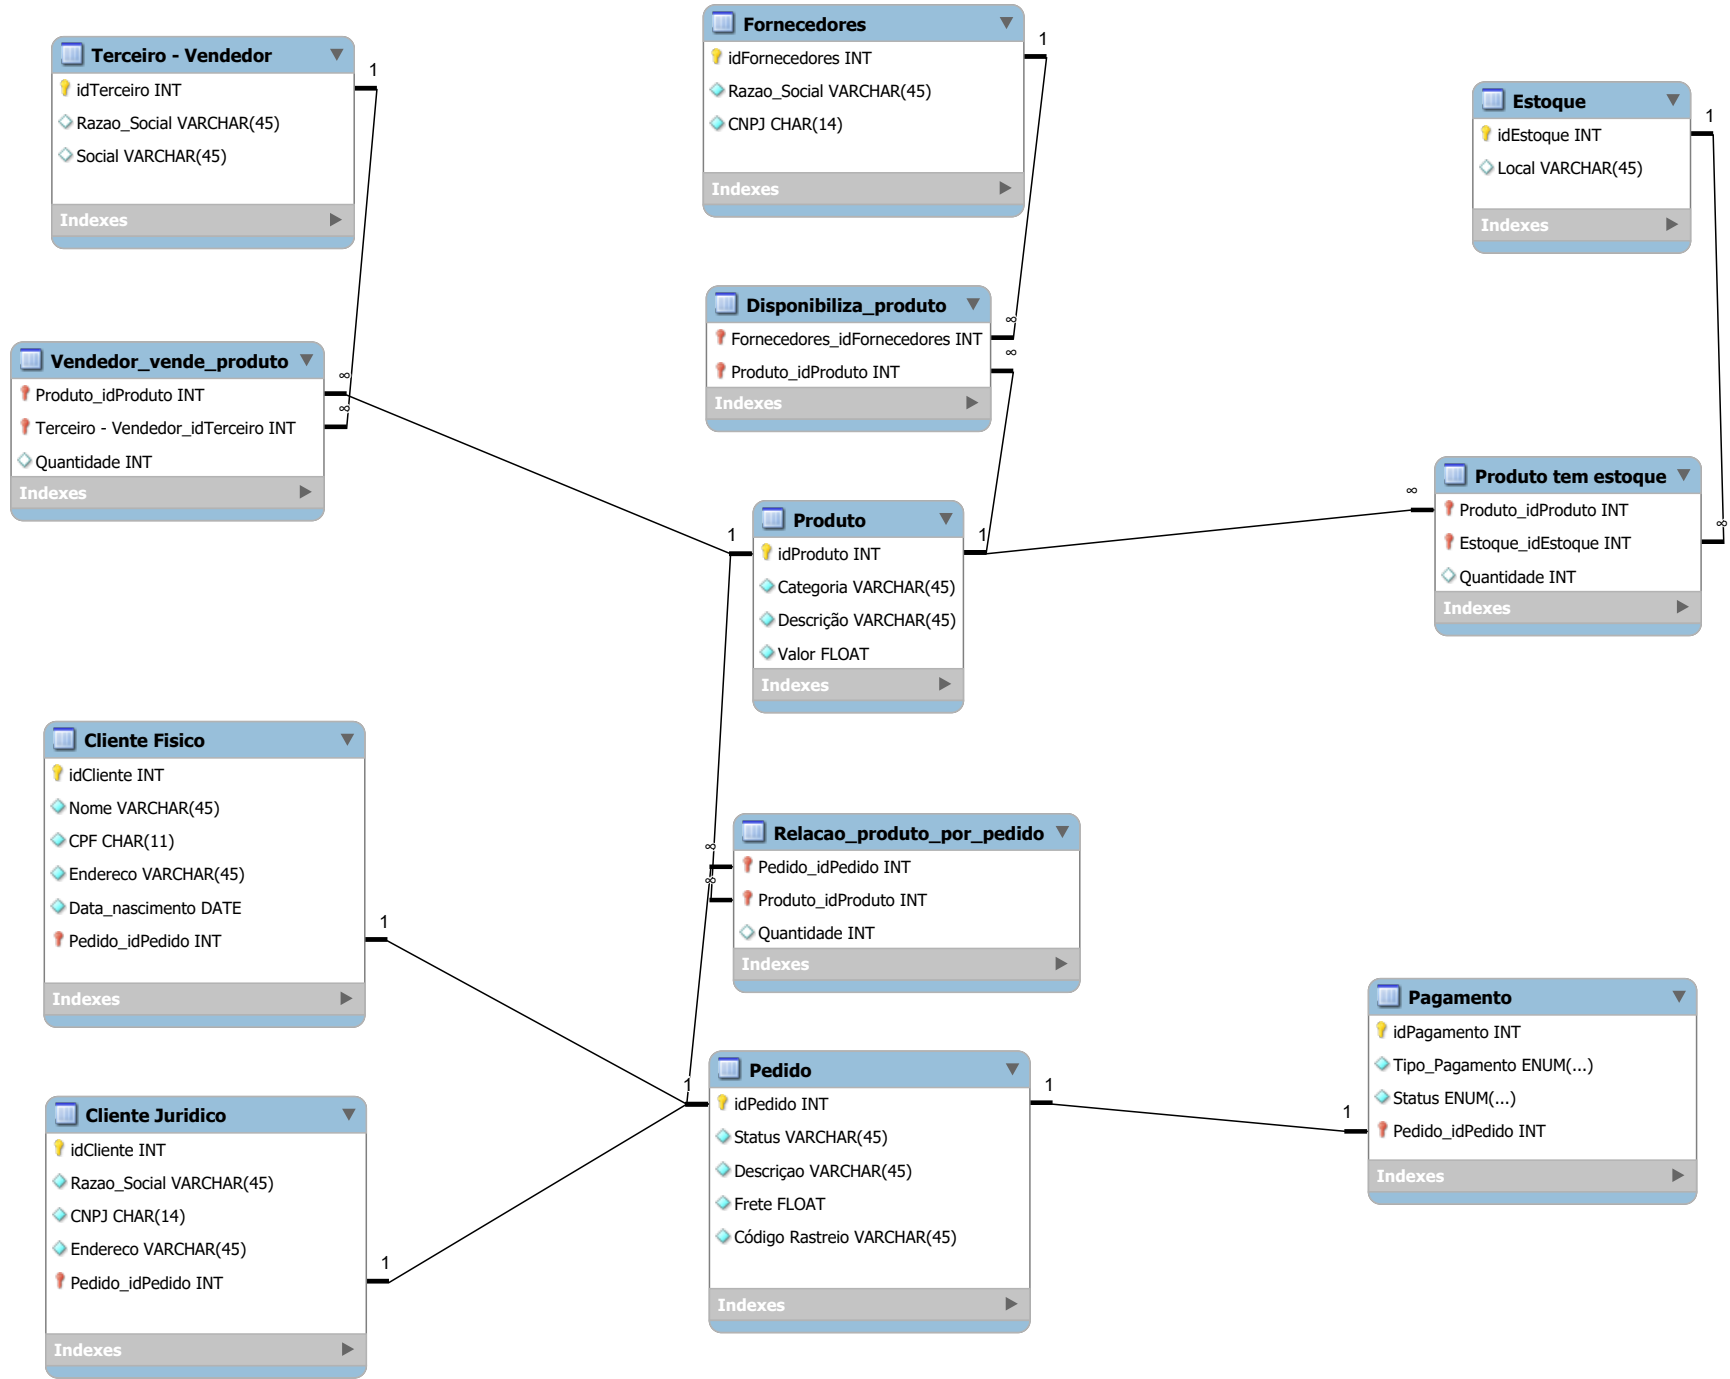 Terceiro - Vendedor
idTerceiro INT
Razao_Social VARCHAR(45)
Social VARCHAR(45)
Indexes
1
Fornecedores
idFornecedores INT
Razao_Social VARCHAR(45)
CNPJ CHAR(14)
Indexes
1
Estoque
idEstoque INT
Local VARCHAR(45)
Indexes
1
Disponibiliza_produto
Fornecedores_idFornecedores INT
Produto_idProduto INT
Indexes
∞
∞
Vendedor_vende_produto
Produto_idProduto INT
Terceiro - Vendedor_idTerceiro INT
Quantidade INT
Indexes
∞
∞
Produto tem estoque
Produto_idProduto INT
Estoque_idEstoque INT
Quantidade INT
Indexes
∞
∞
Produto
idProduto INT
Categoria VARCHAR(45)
Descrição VARCHAR(45)
Valor FLOAT
Indexes
1
1
Cliente Fisico
idCliente INT
Nome VARCHAR(45)
CPF CHAR(11)
Endereco VARCHAR(45)
Data_nascimento DATE
Pedido_idPedido INT
Indexes
1
Relacao_produto_por_pedido
Pedido_idPedido INT
Produto_idProduto INT
Quantidade INT
Indexes
∞
∞
Pagamento
idPagamento INT
Tipo_Pagamento ENUM(...)
Status ENUM(...)
Pedido_idPedido INT
Indexes
1
Pedido
idPedido INT
Status VARCHAR(45)
Descriçao VARCHAR(45)
Frete FLOAT
Código Rastreio VARCHAR(45)
Indexes
1
1
Cliente Juridico
idCliente INT
Razao_Social VARCHAR(45)
CNPJ CHAR(14)
Endereco VARCHAR(45)
Pedido_idPedido INT
Indexes
1